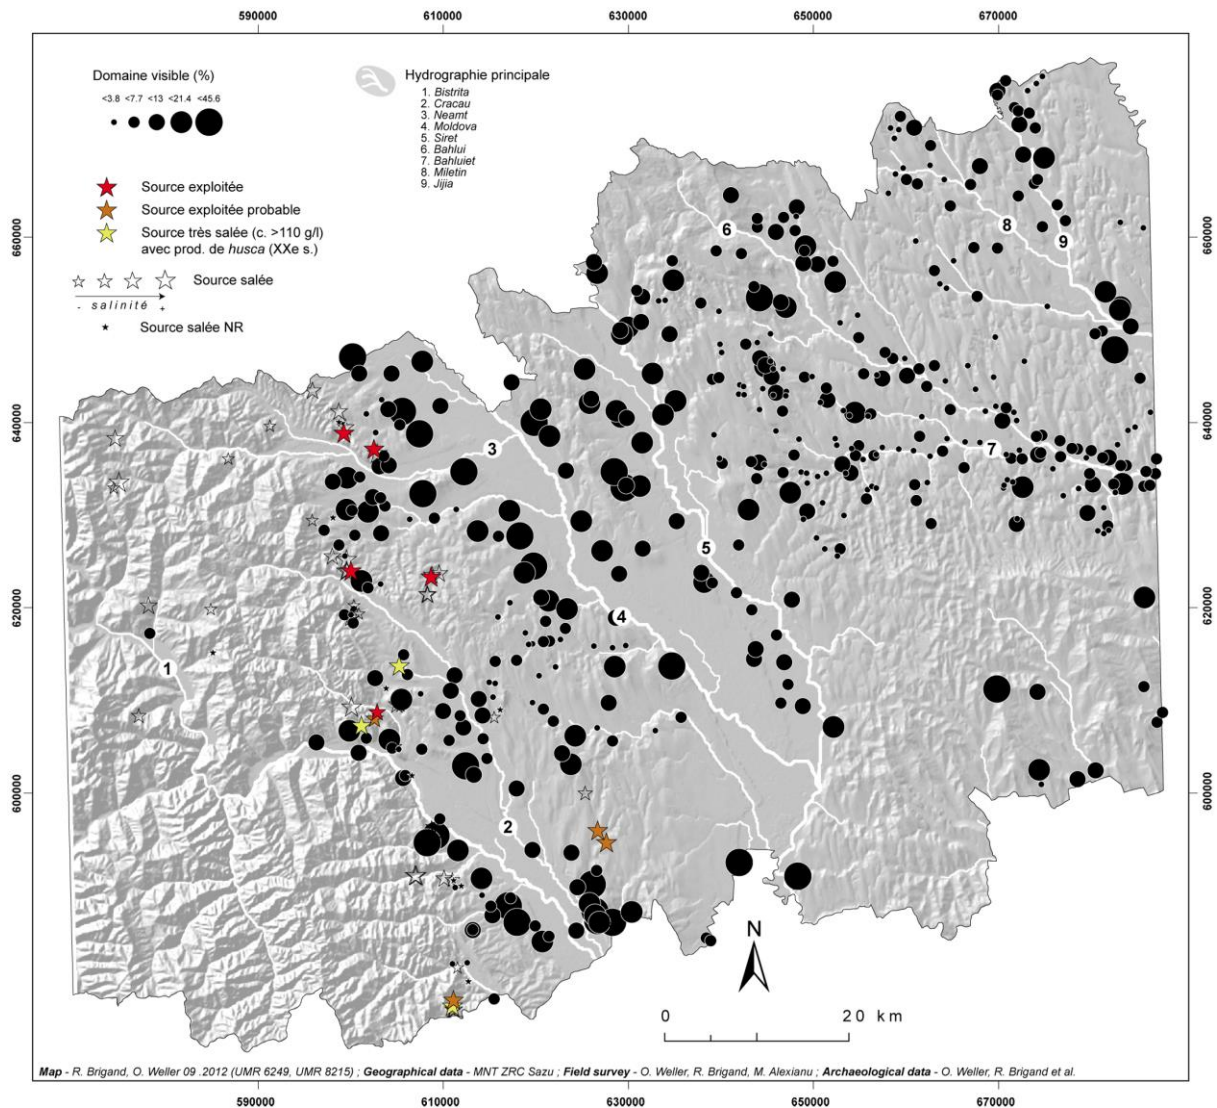 590000 610000 630000 650000 670000
Domaine visible (%)
<3.8 <7.7 <13 <21.4 <45.6
Source exploitée
Source exploitée probable
Source très salée (c. >110 g/l)
avec prod. de husca (XXe s.)
Source salée
- salinité +
Source salée NR
Hydrographie principale
1. Bistrita
2. Cracau
3. Neamt
4. Moldova
5. Siret
6. Bahlui
7. Bahluiet
8. Miletin
9. Jijia
660000 660000
640000 640000
620000 620000
600000 600000
6
8
9
3
7
5
4
1
2
N
0 20 km
Map - R. Brigand, O. Weller 09 .2012 (UMR 6249, UMR 8215) ; Geographical data - MNT ZRC Sazu ; Field survey - O. Weller, R. Brigand, M. Alexianu ; Archaeological data - O. Weller, R. Brigand et al.
590000 610000 630000 650000 670000